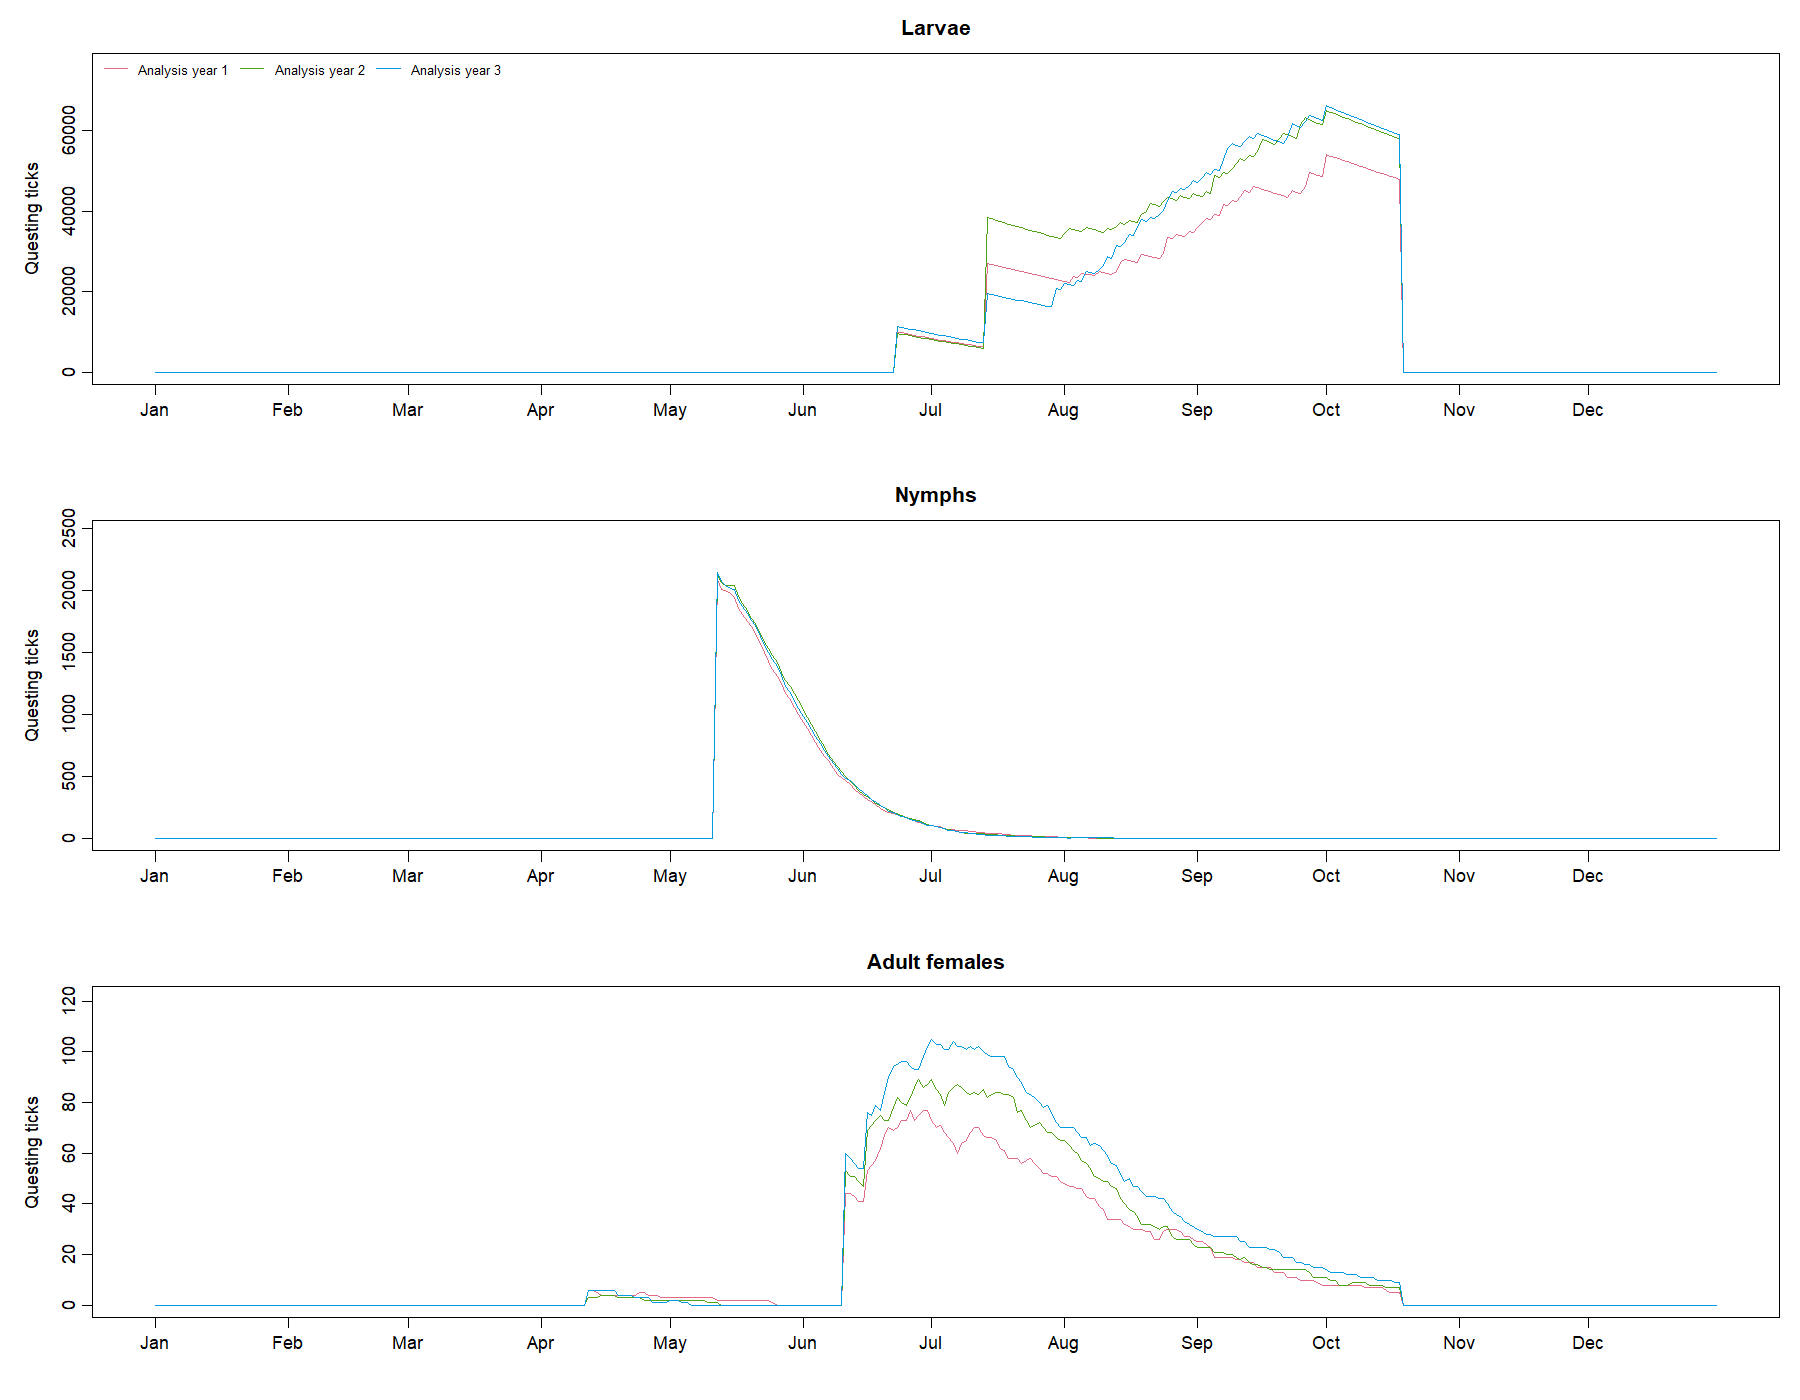 Larvae
Analysis year 1 Analysis year 2 Analysis year 3
Questing ticks
60000
40000
20000
0
Jan Feb Mar Apr May Jun Jul Aug Sep Oct Nov Dec
Nymphs
Questing ticks
2500
2000
1500
1000
500
0
Jan Feb Mar Apr May Jun Jul Aug Sep Oct Nov Dec
Adult females
Questing ticks
120
100
80
60
40
20
0
Jan Feb Mar Apr May Jun Jul Aug Sep Oct Nov Dec